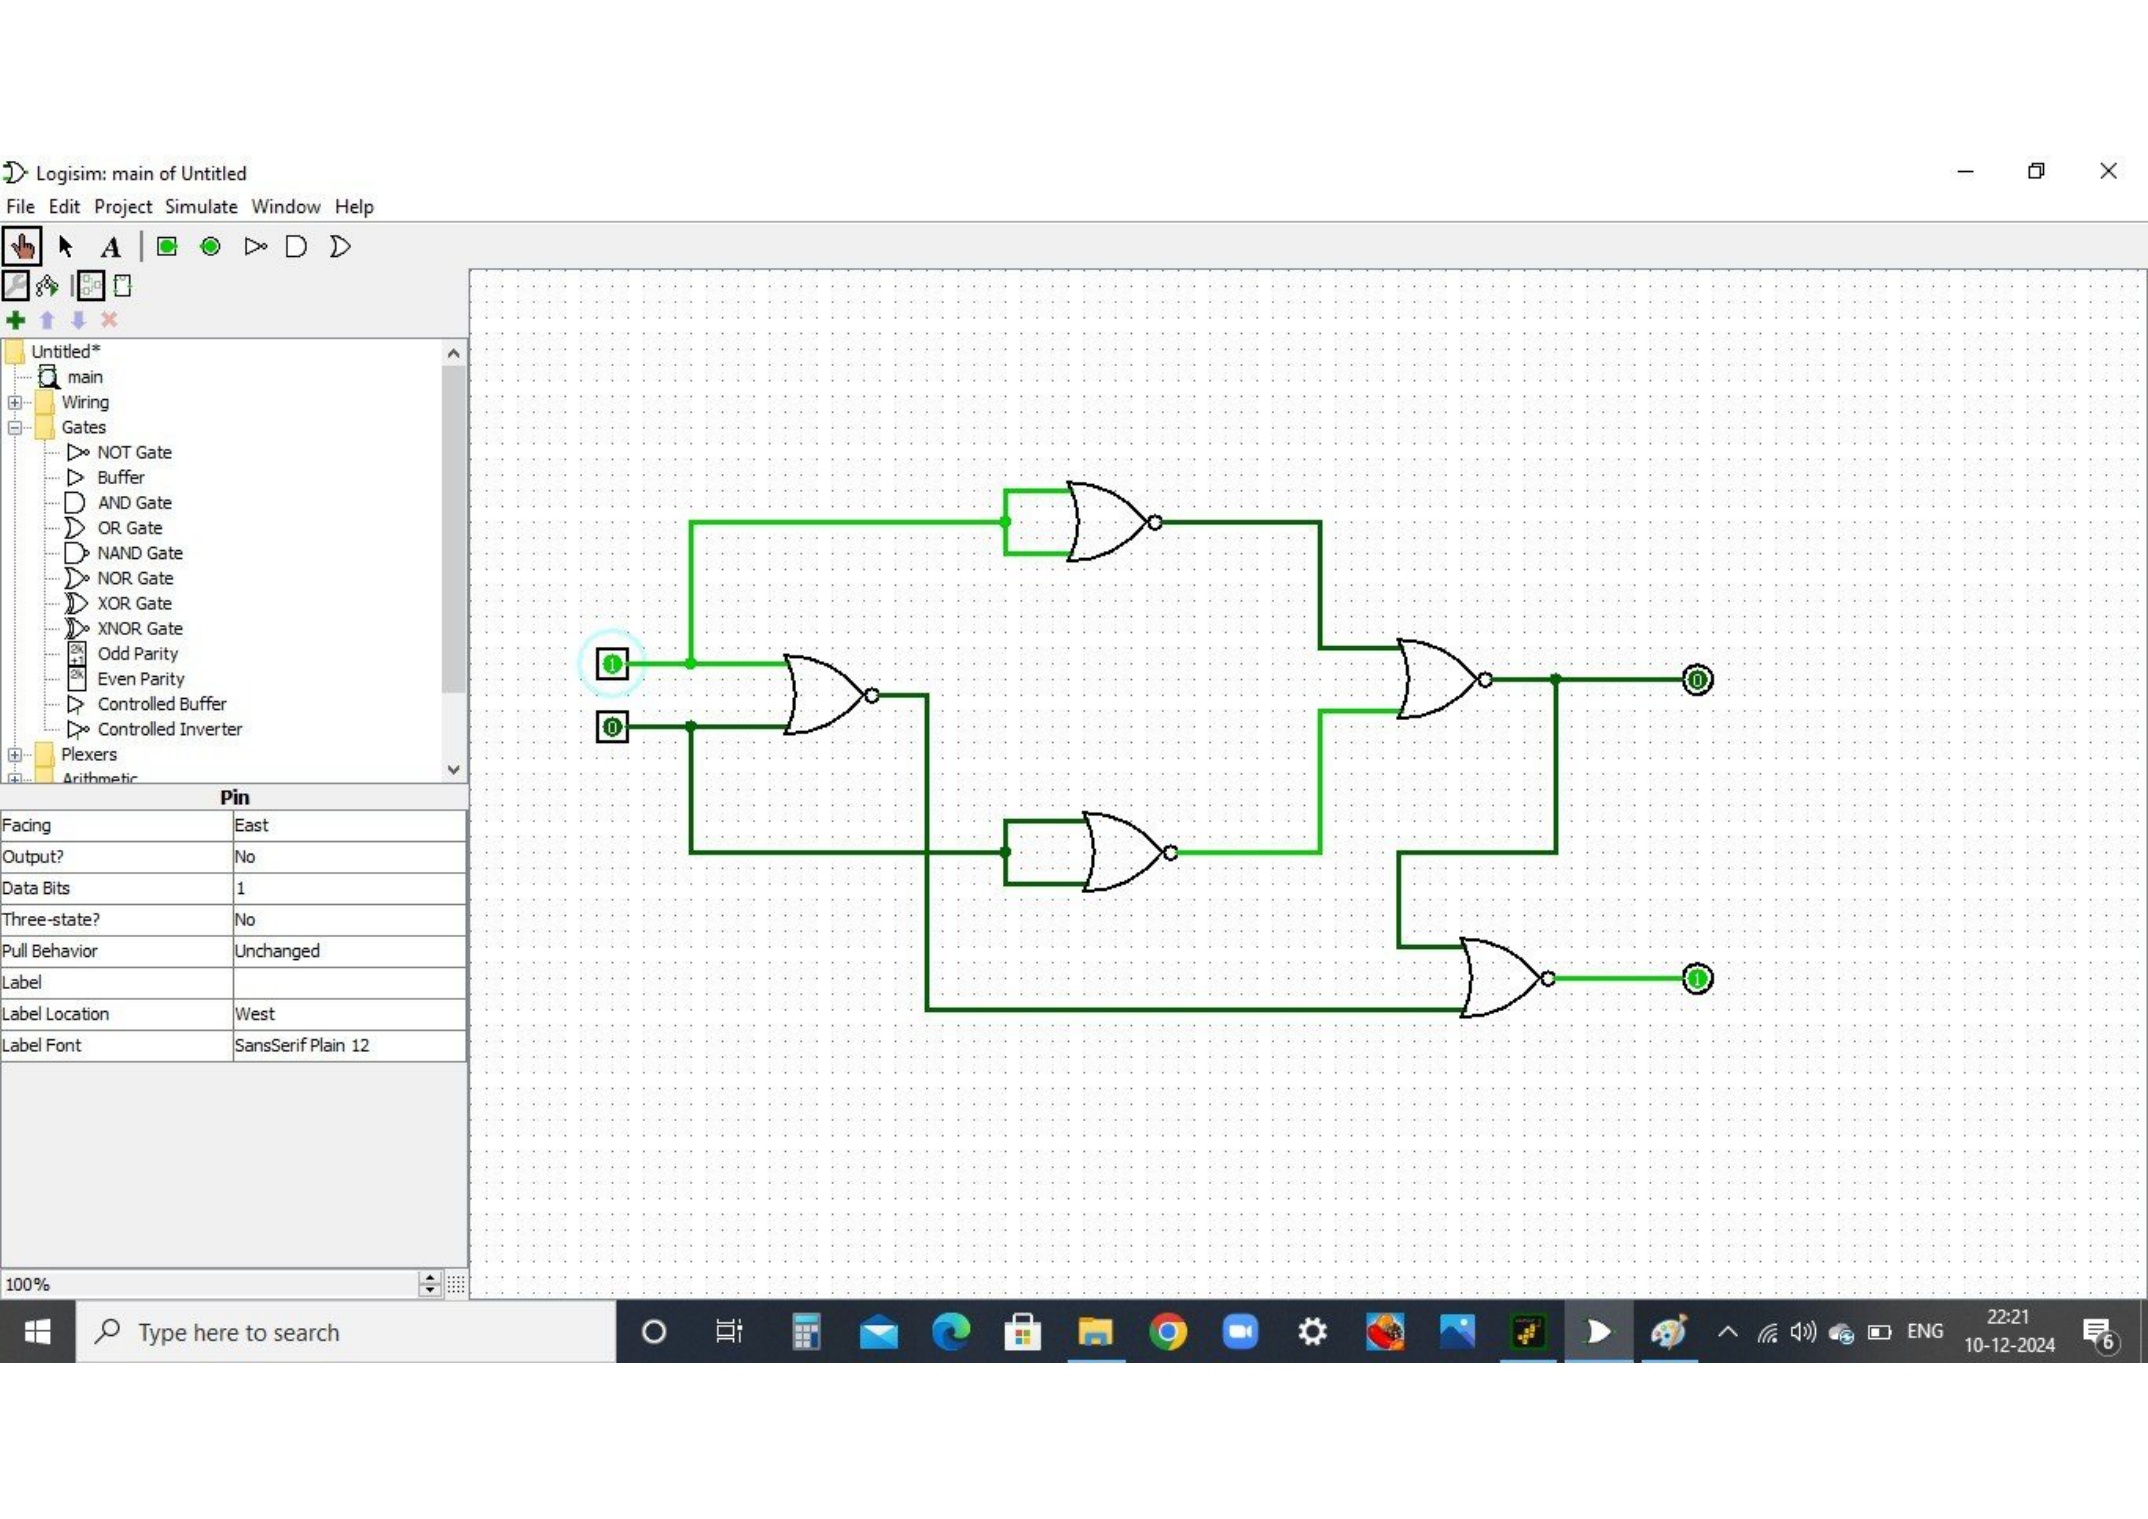 Logisim: main of Untitled
File Edit Project Simulate Window Help
A
Untitled*
main
Wiring
Gates
NOT Gate
Buffer
AND Gate
OR Gate
NAND Gate
NOR Gate
XOR Gate
XNOR Gate
2k+1 Odd Parity
2k Even Parity
Controlled Buffer
Controlled Inverter
Plexers
Arithmetic
Pin
Facing East
Output? No
Data Bits 1
Three-state? No
Pull Behavior Unchanged
Label
Label Location West
Label Font SansSerif Plain 12
100%
1
0
0
1
Type here to search
ENG
22:21
10-12-2024
6